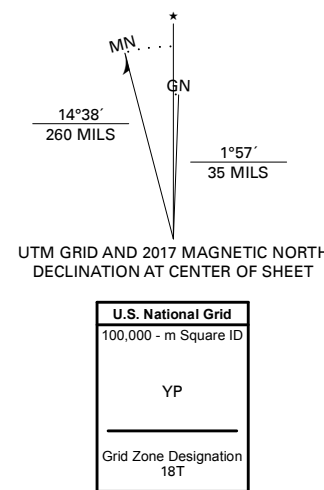 ★
MN
GN
14°38´
260 MILS
1°57´
35 MILS
UTM GRID AND 2017 MAGNETIC NORTH
DECLINATION AT CENTER OF SHEET
U.S. National Grid
100,000 - m Square ID
YP
Grid Zone Designation
18T